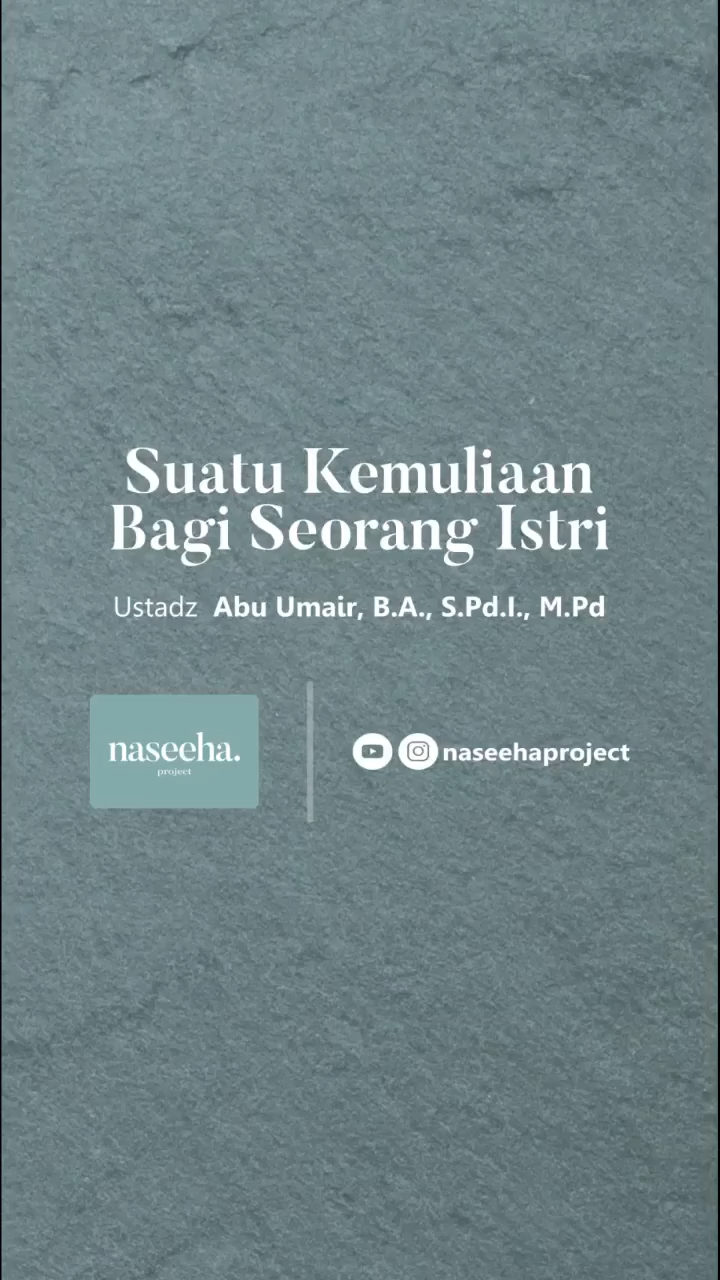 Suatu Kemuliaan
Bagi Seorang Istri
Ustadz Abu Umair, B.A., S.Pd.I., M.Pd
naseeha.
project
naseehaproject